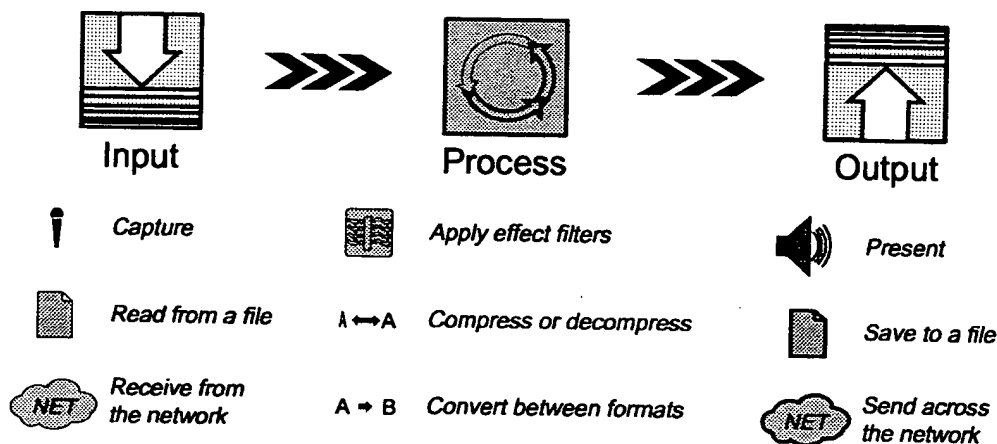 Input
Process
Output
Capture
Apply effect filters
Present
Read from a file
A ↔ A Compress or decompress
Save to a file
NET Receive from
the network
A → B Convert between formats
NET Send across
the network